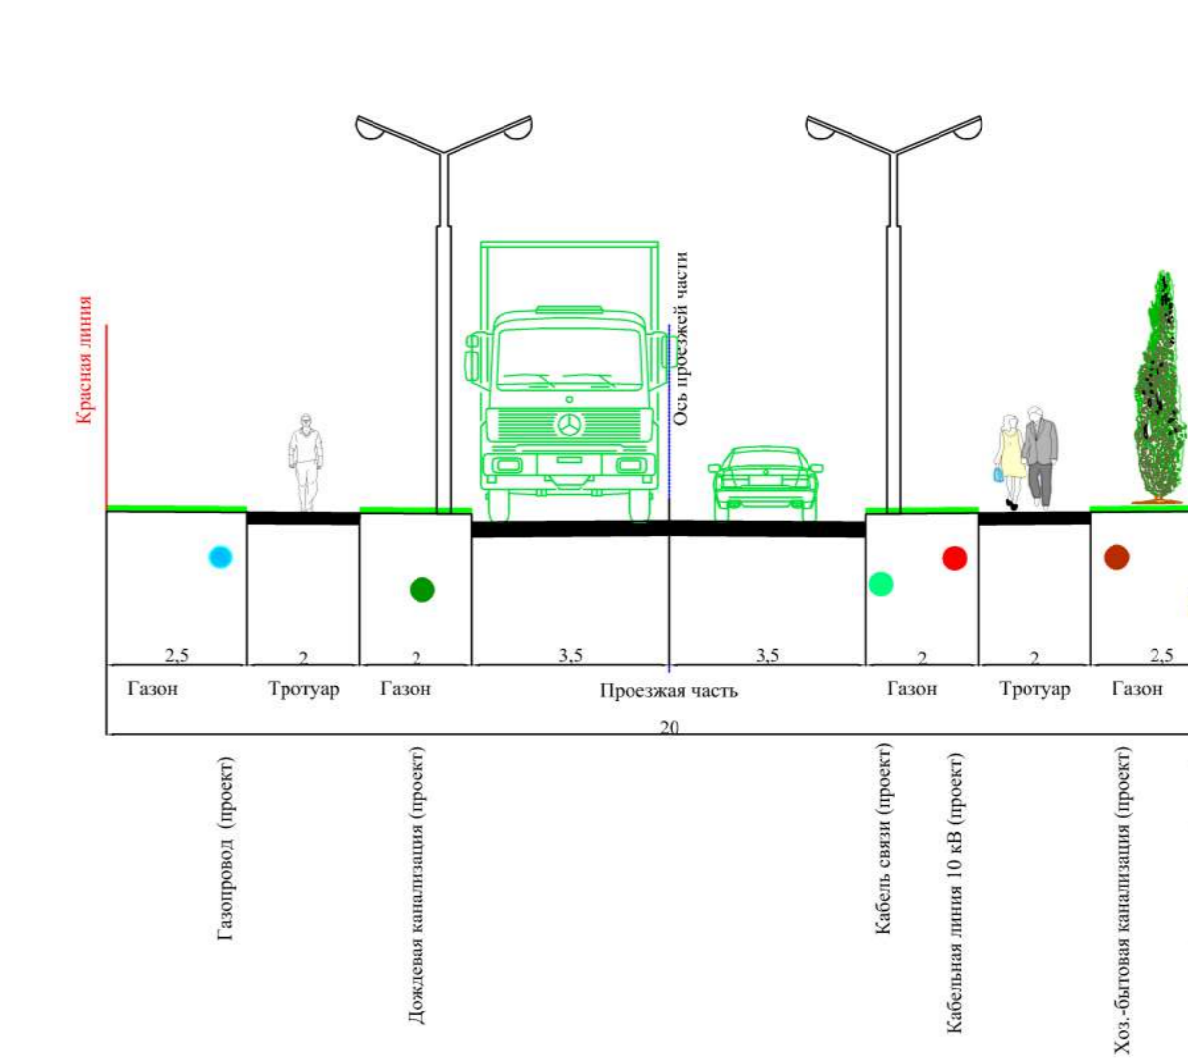 Красная линия
Ось проезжей части
2,5
2
2
3,5
3,5
2
2
2,5
Газон
Тротуар
Газон
Проезжая часть
Газон
Тротуар
Газон
20
Газопровод (проект)
Дождевая канализация (проект)
Кабель связи (проект)
Кабельная линия 10 кВ (проект)
Хоз.-бытовая канализация (проект)